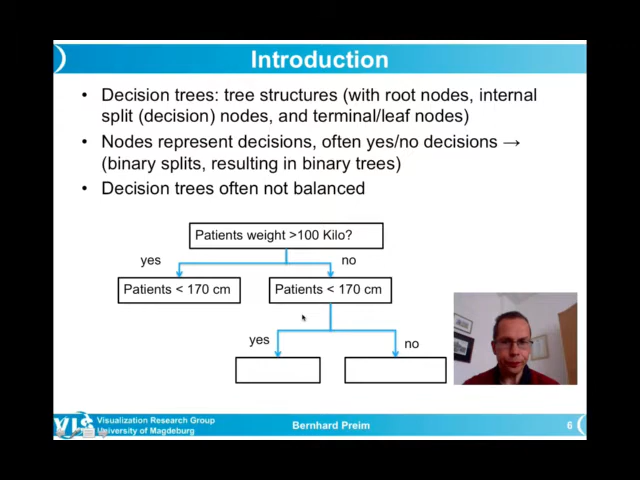 Introduction
• Decision trees: tree structures (with root nodes, internal
split (decision) nodes, and terminal/leaf nodes)
• Nodes represent decisions, often yes/no decisions →
(binary splits, resulting in binary trees)
• Decision trees often not balanced
Patients weight >100 Kilo?
yes
no
Patients < 170 cm
Patients < 170 cm
yes
no
VIS
Visualization Research Group
University of Magdeburg
Bernhard Preim
6